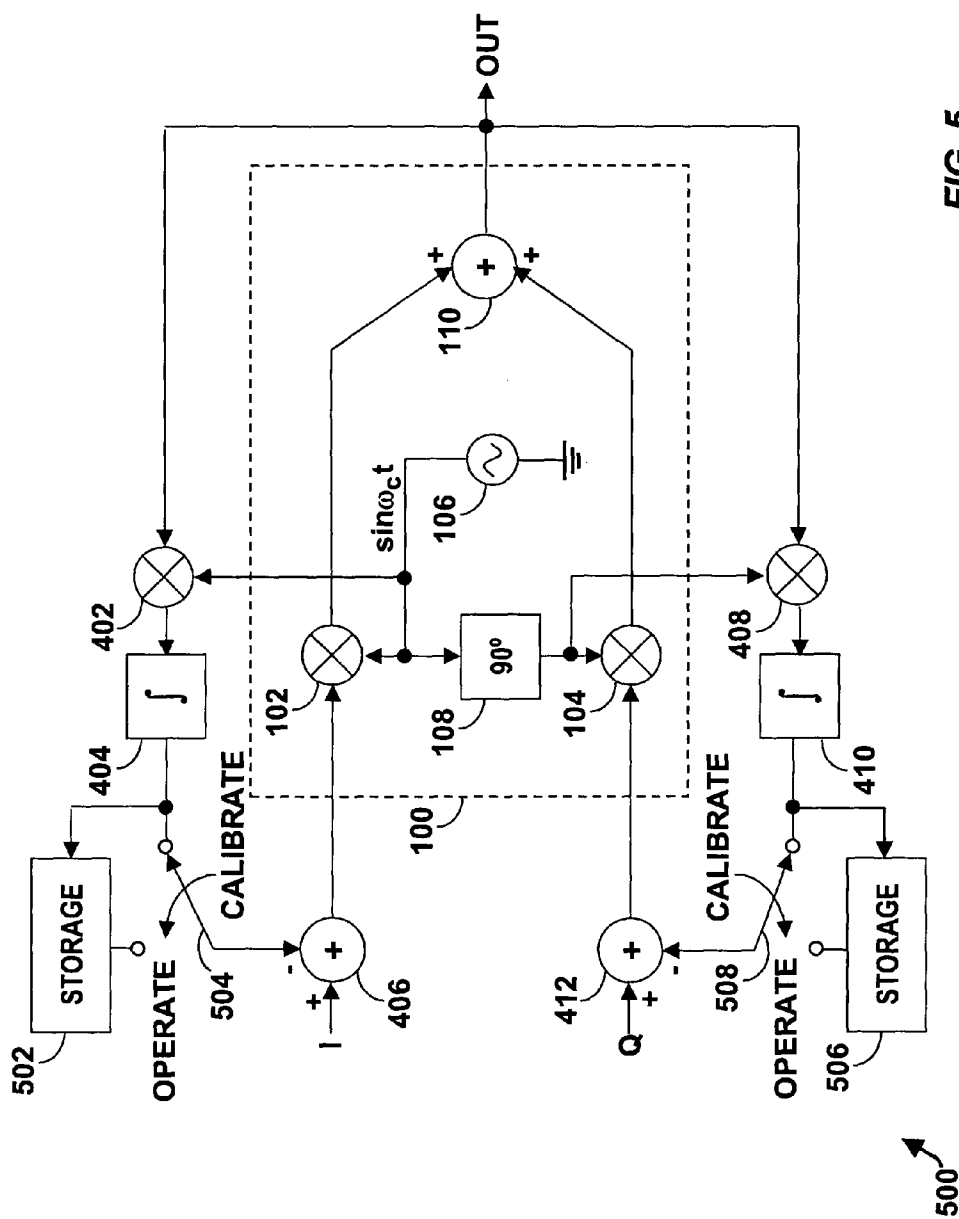 502
STORAGE
OPERATE
504
CALIBRATE
404
∫
402
-
+
I
+
406
102
sinω_c t
106
+
+
+
110
OUT
90º
108
100
Q
+
-
+
412
104
408
∫
410
CALIBRATE
508
OPERATE
STORAGE
506
500
FIG. 5